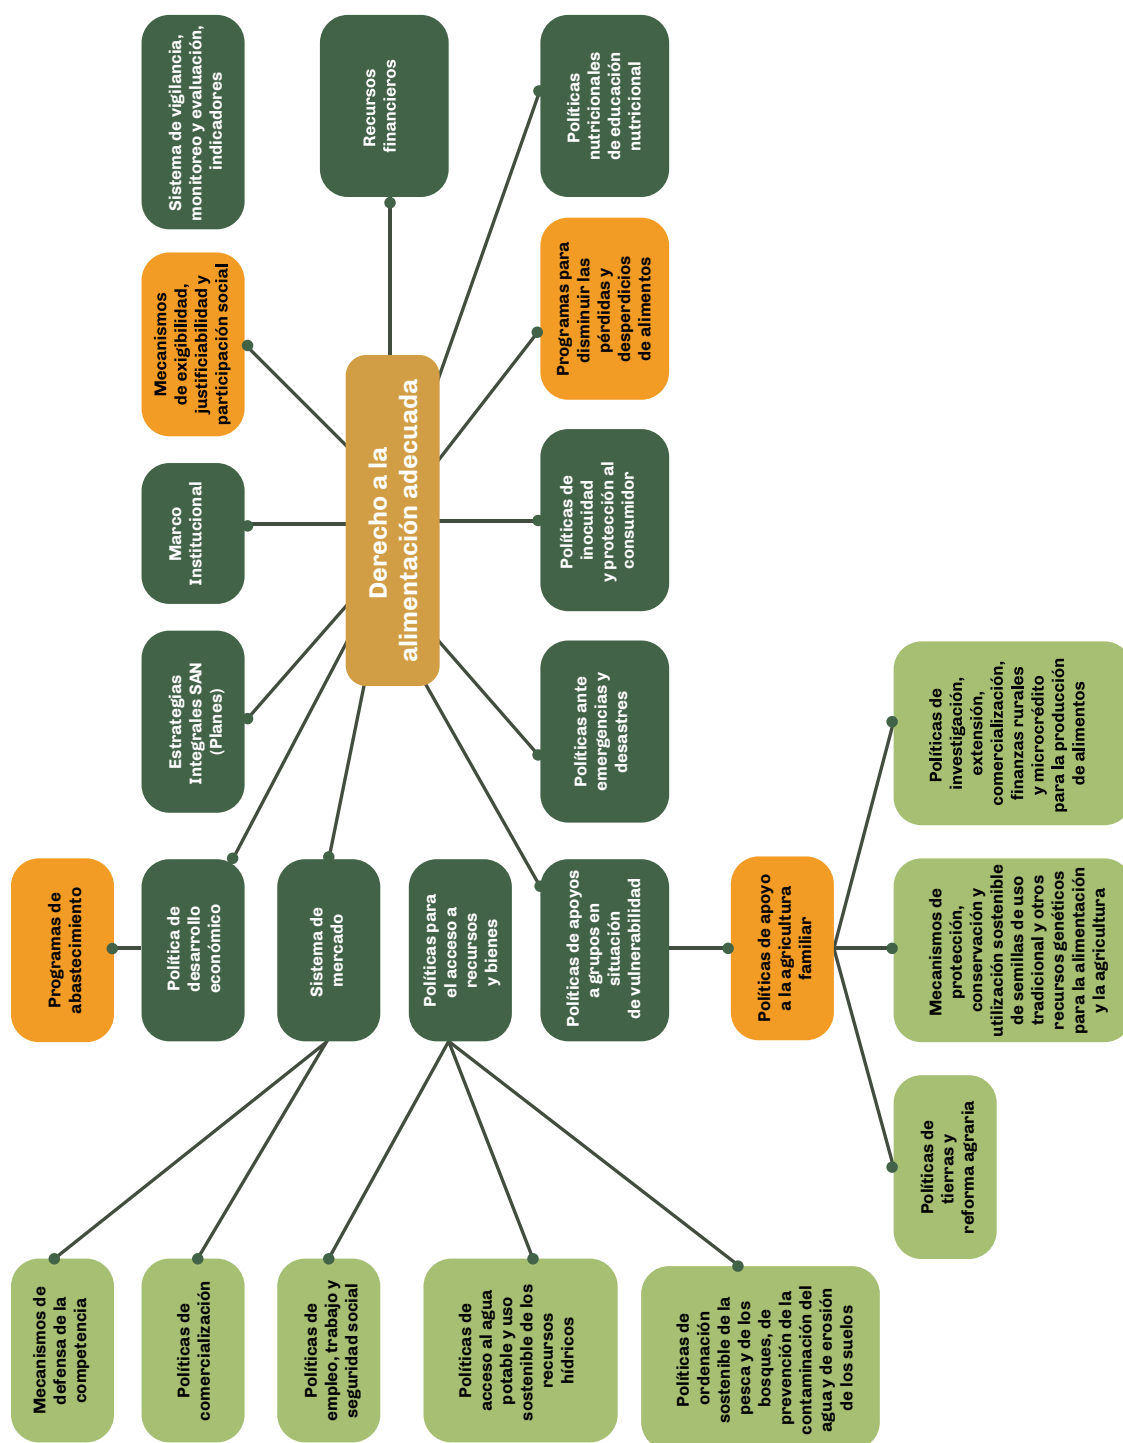 Mecanismos de
defensa de la
competencia
Programas de
abastecimiento
Políticas de
comercialización
Política de
desarrollo
económico
Estrategias
Integrales SAN
(Planes)
Marco
Institucional
Mecanismos
de exigibilidad,
justificiabilidad y
participación social
Sistema de vigilancia,
monitoreo y evaluación,
indicadores
Políticas de
empleo, trabajo y
seguridad social
Sistema de
mercado
Derecho a la
alimentación adecuada
Recursos
financieros
Políticas de
acceso al agua
potable y uso
sostenible de los
recursos
hídricos
Políticas para
el acceso a
recursos
y bienes
Políticas de
ordenación
sostenible de la
pesca y de los
bosques, de
prevención de la
contaminación del
agua y de erosión
de los suelos
Políticas de apoyos
a grupos en
situación
de vulnerabilidad
Políticas ante
emergencias y
desastres
Políticas de
inocuidad
y protección al
consumidor
Programas para
disminuir las
pérdidas y
desperdicios
de alimentos
Políticas
nutricionales
de educación
nutricional
Políticas de apoyo
a la agricultura
familiar
Políticas de
tierras y
reforma agraria
Mecanismos de
protección,
conservación y
utilización sostenible
de semillas de uso
tradicional y otros
recursos genéticos
para la alimentación
y la agricultura
Políticas de
investigación,
extensión,
comercialización,
finanzas rurales
y microcrédito
para la producción
de alimentos